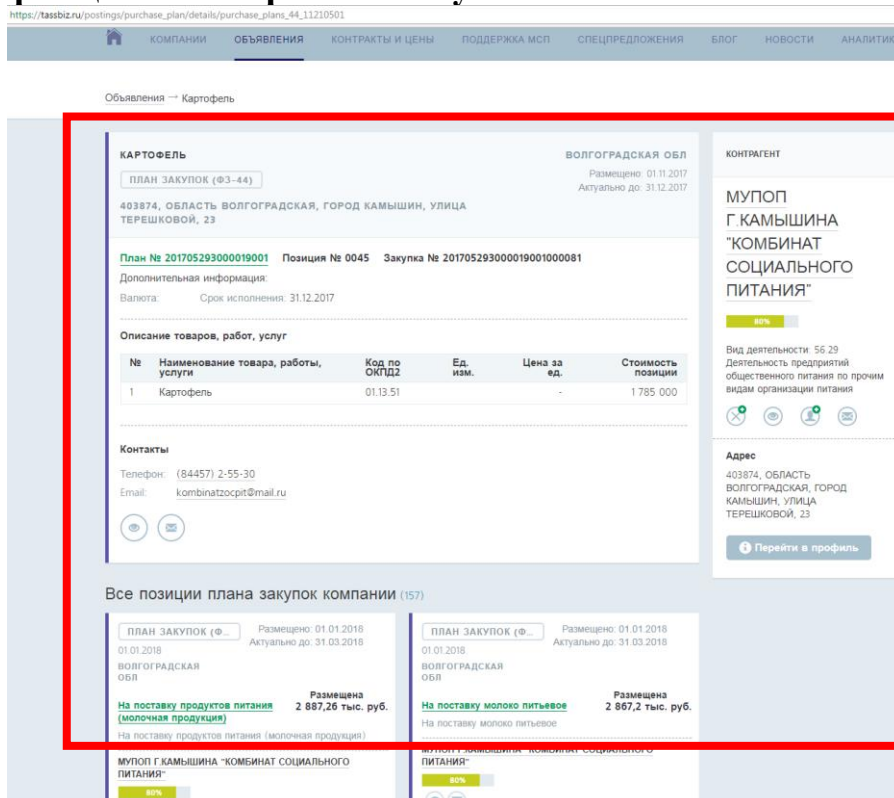 https://tassbiz.ru/postings/purchase_plan/details/purchase_plans_44_11210501
КОМПАНИИ ОБЪЯВЛЕНИЯ КОНТРАКТЫ И ЦЕНЫ ПОДДЕРЖКА МСП СПЕЦПРЕДЛОЖЕНИЯ БЛОГ НОВОСТИ АНАЛИТИК
Объявления → Картофель
КАРТОФЕЛЬ
ПЛАН ЗАКУПОК (ФЗ-44)
403874, ОБЛАСТЬ ВОЛГОГРАДСКАЯ, ГОРОД КАМЫШИН, УЛИЦА
ТЕРЕШКОВОЙ, 23
ВОЛГОГРАДСКАЯ ОБЛ
Размещено: 01.11.2017
Актуально до: 31.12.2017
План № 201705293000019001 Позиция № 0045 Закупка № 201705293000019001000081
Дополнительная информация:
Валюта: Срок исполнения: 31.12.2017
Описание товаров, работ, услуг
№ Наименование товара, работы, услуги Код по ОКПД2 Ед. изм. Цена за ед. Стоимость позиции
1 Картофель 01.13.51 - 1 785 000
Контакты
Телефон: (84457) 2-55-30
Email: kombinatzocpit@mail.ru
КОНТРАГЕНТ
МУПОП
Г.КАМЫШИНА
"КОМБИНАТ
СОЦИАЛЬНОГО
ПИТАНИЯ"
80%
Вид деятельности: 56.29
Деятельность предприятий
общественного питания по прочим
видам организации питания
Адрес
403874, ОБЛАСТЬ
ВОЛГОГРАДСКАЯ, ГОРОД
КАМЫШИН, УЛИЦА
ТЕРЕШКОВОЙ, 23
Перейти в профиль
Все позиции плана закупок компании (157)
ПЛАН ЗАКУПОК (Ф...
Размещено: 01.01.2018
Актуально до: 31.03.2018
01.01.2018
ВОЛГОГРАДСКАЯ
ОБЛ
Размещена
На поставку продуктов питания 2 887,26 тыс. руб.
(молочная продукция)
На поставку продуктов питания (молочная продукция)
МУПОП Г.КАМЫШИНА "КОМБИНАТ СОЦИАЛЬНОГО
ПИТАНИЯ"
80%
ПЛАН ЗАКУПОК (Ф...
Размещено: 01.01.2018
Актуально до: 31.03.2018
01.01.2018
ВОЛГОГРАДСКАЯ
ОБЛ
Размещена
На поставку молоко питьевое 2 867,2 тыс. руб.
На поставку молоко питьевое
МУПОП Г.КАМЫШИНА "КОМБИНАТ СОЦИАЛЬНОГО
ПИТАНИЯ"
80%